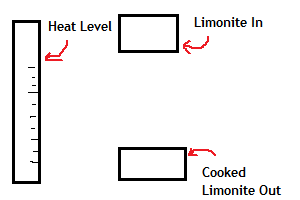 Heat Level
Limonite In
Cooked
Limonite Out